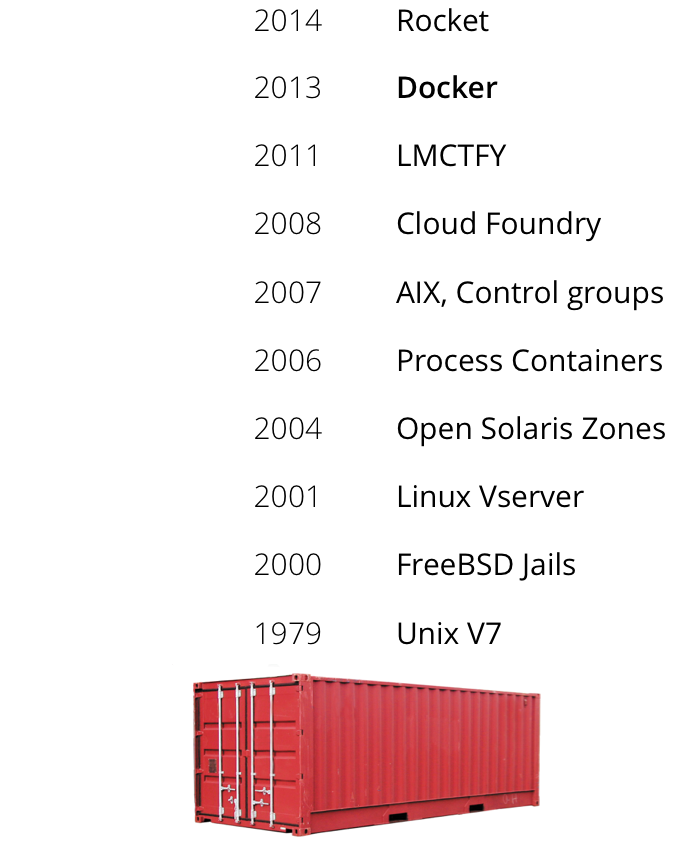 2014 Rocket
2013 Docker
2011 LMCTFY
2008 Cloud Foundry
2007 AIX, Control groups
2006 Process Containers
2004 Open Solaris Zones
2001 Linux Vserver
2000 FreeBSD Jails
1979 Unix V7